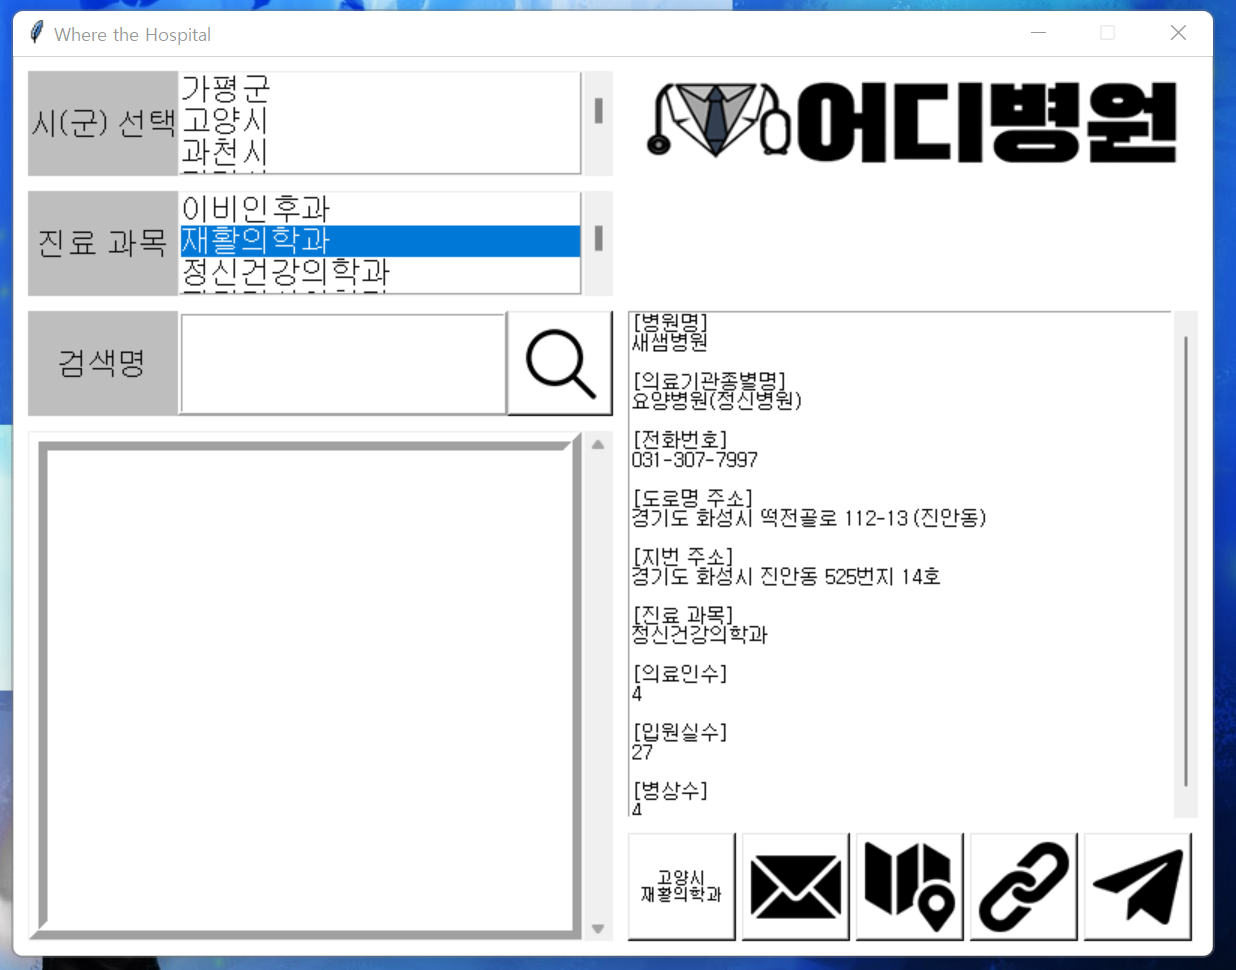 Where the Hospital
시(군) 선택
가평군
고양시
과천시
어디병원
진료 과목
이비인후과
재활의학과
정신건강의학과
검색명
[병원명]
새샘병원
[의료기관종별명]
요양병원(정신병원)
[전화번호]
031-307-7997
[도로명 주소]
경기도 화성시 떡전골로 112-13 (진안동)
[지번 주소]
경기도 화성시 진안동 525번지 14호
[진료 과목]
정신건강의학과
[의료인수]
4
[입원실수]
27
[병상수]
4
고양시
재활의학과